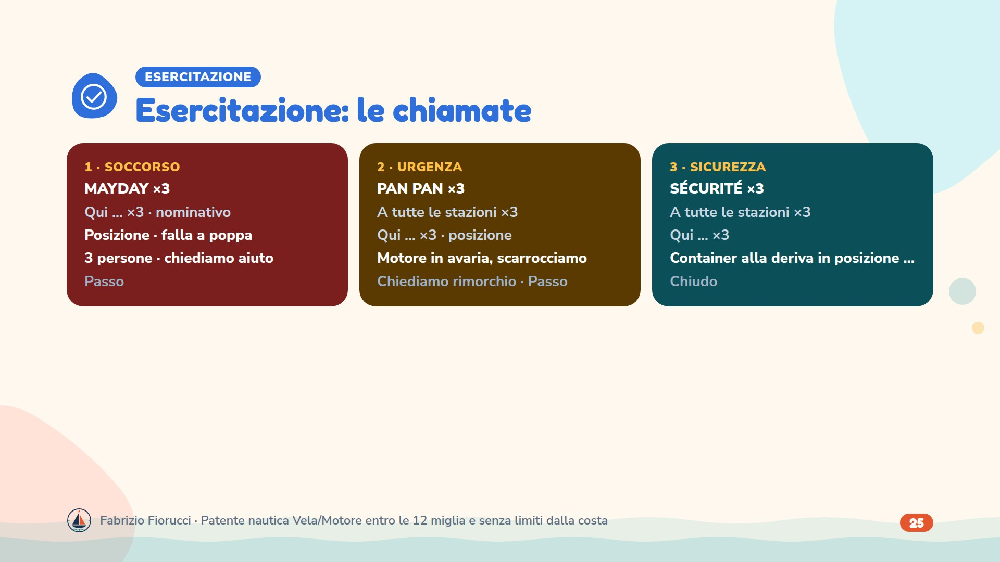 ESERCITAZIONE
Esercitazione: le chiamate
1 · SOCCORSO
MAYDAY ×3
Qui ... ×3 · nominativo
Posizione · falla a poppa
3 persone · chiediamo aiuto
Passo
2 · URGENZA
PAN PAN ×3
A tutte le stazioni ×3
Qui ... ×3 · posizione
Motore in avaria, scarrocciamo
Chiediamo rimorchio · Passo
3 · SICUREZZA
SÉCURITÉ ×3
A tutte le stazioni ×3
Qui ... ×3
Container alla deriva in posizione ...
Chiudo
Fabrizio Fiorucci · Patente nautica Vela/Motore entro le 12 miglia e senza limiti dalla costa
25